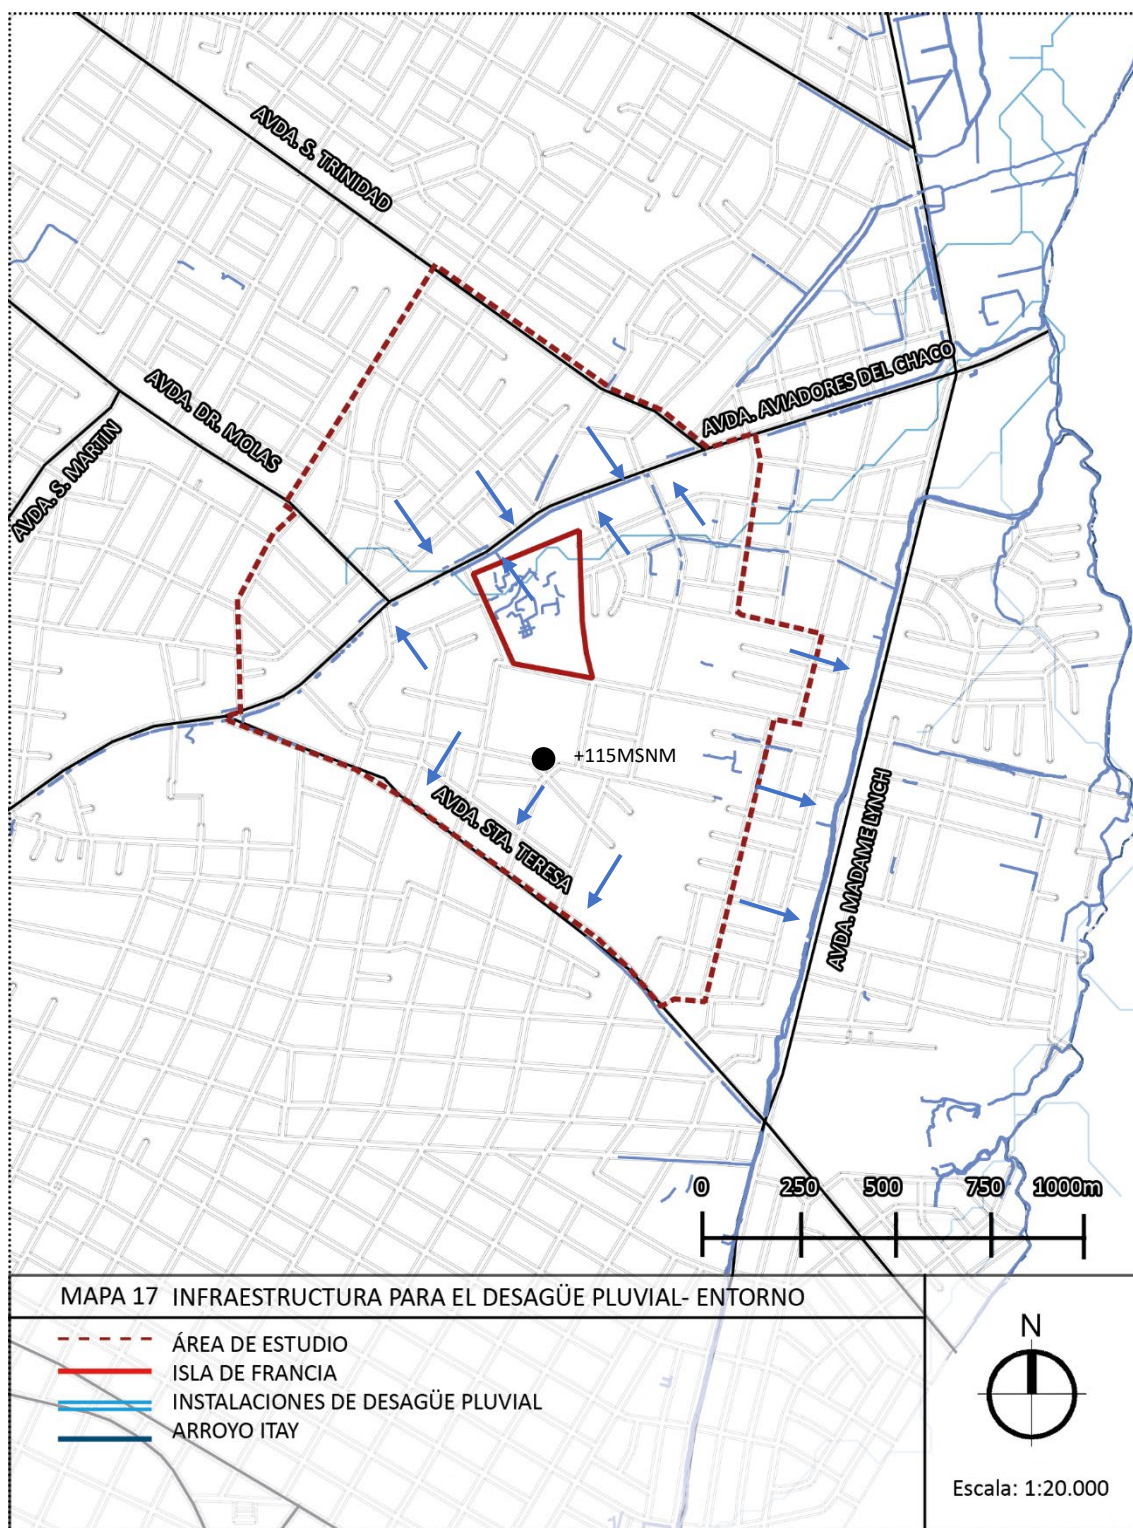 AVDA. S. TRINIDAD
AVDA. DR. MOLAS
AVDA. S. MARTIN
AVDA. AVIADORES DEL CHACO
+115MSNM
AVDA. STA. TERESA
AVDA. MADAME LYNCH
0 250 500 750 1000m
MAPA 17 INFRAESTRUCTURA PARA EL DESAGÜE PLUVIAL- ENTORNO
ÁREA DE ESTUDIO
ISLA DE FRANCIA
INSTALACIONES DE DESAGÜE PLUVIAL
ARROYO ITAY
N
Escala: 1:20.000